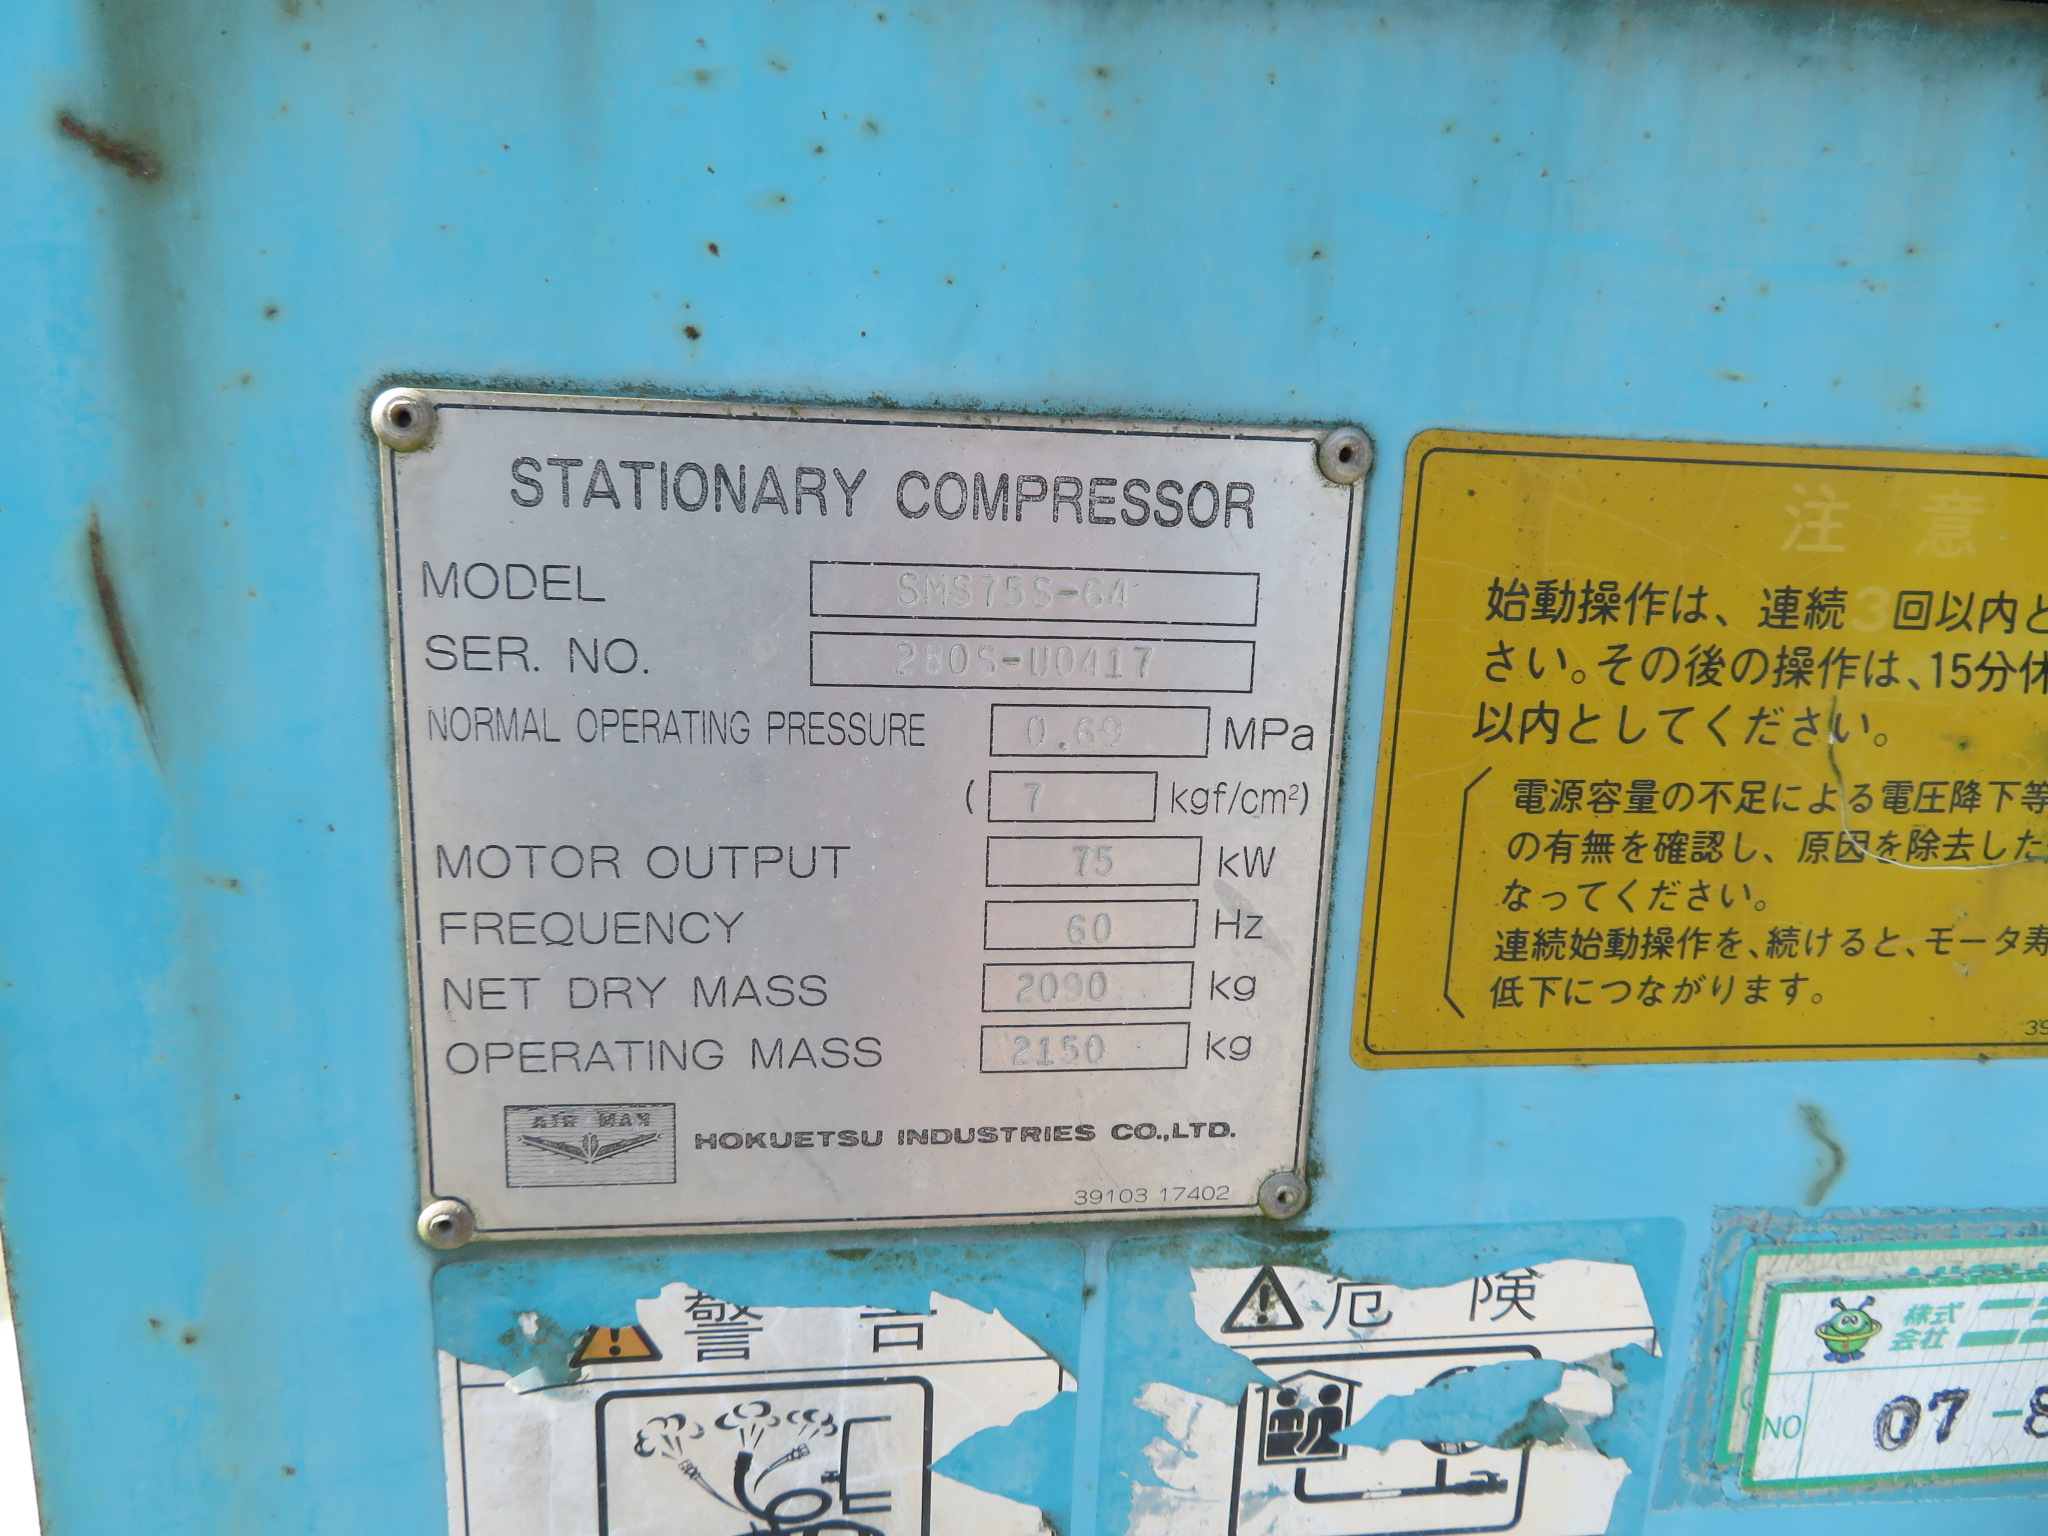 STATIONARY COMPRESSOR
MODEL SMS75S-64
SER. NO. 280S-U0417
NORMAL OPERATING PRESSURE 0.69 MPa
( 7 kgf/cm²)
MOTOR OUTPUT 75 kW
FREQUENCY 60 Hz
NET DRY MASS 2090 kg
OPERATING MASS 2150 kg
AIR MAN HOKUETSU INDUSTRIES CO.,LTD.
39103 17402
注意
始動操作は、連続3回以内と
さい。その後の操作は、15分休
以内としてください。
電源容量の不足による電圧降下等
の有無を確認し、原因を除去した
なってください。
連続始動操作を、続けると、モータ寿
低下につながります。
39
警告
危険
株式
会社
NO 07-8